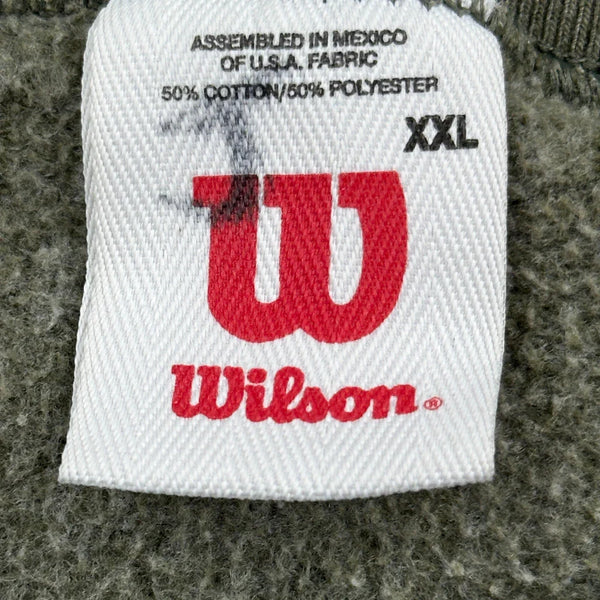 ASSEMBLED IN MEXICO
OF U.S.A. FABRIC
50% COTTON/50% POLYESTER
XXL
W
Wilson®